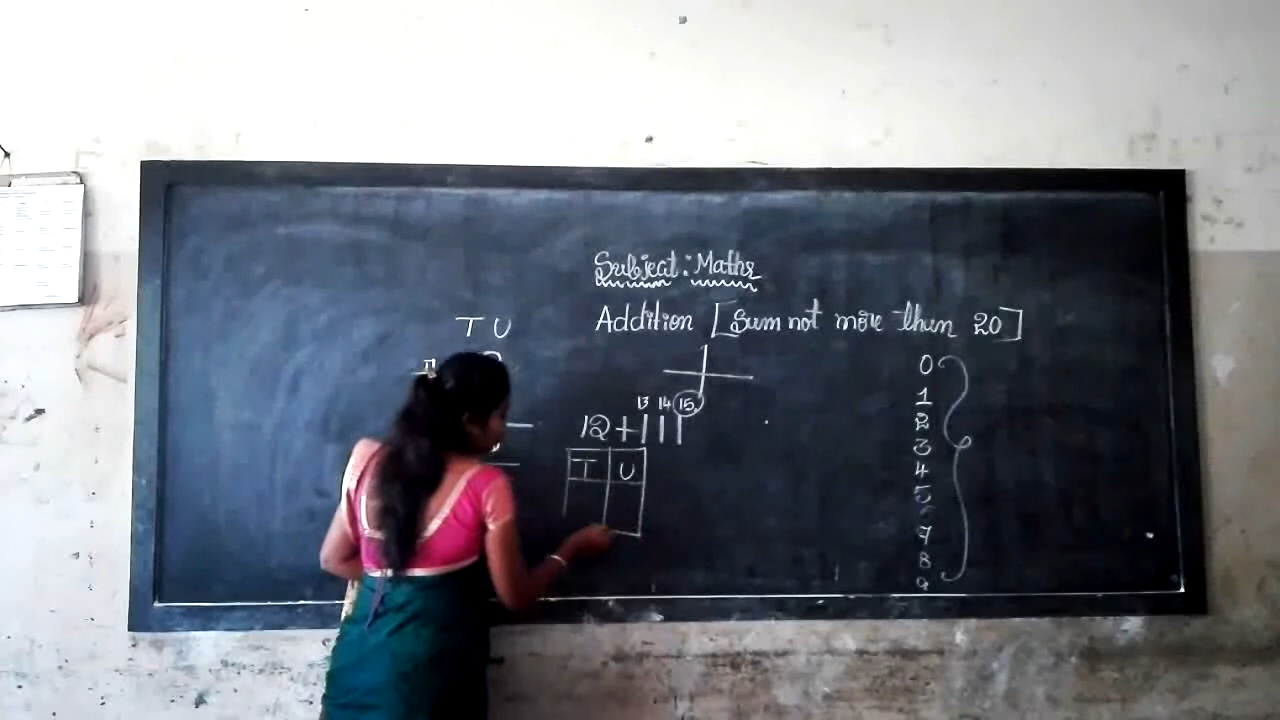 Subject: Maths
Addition [Sum not more than 20]
T U
13 14 15
12 + | | |
T U
0
1
2
3
4
5
7
8
9